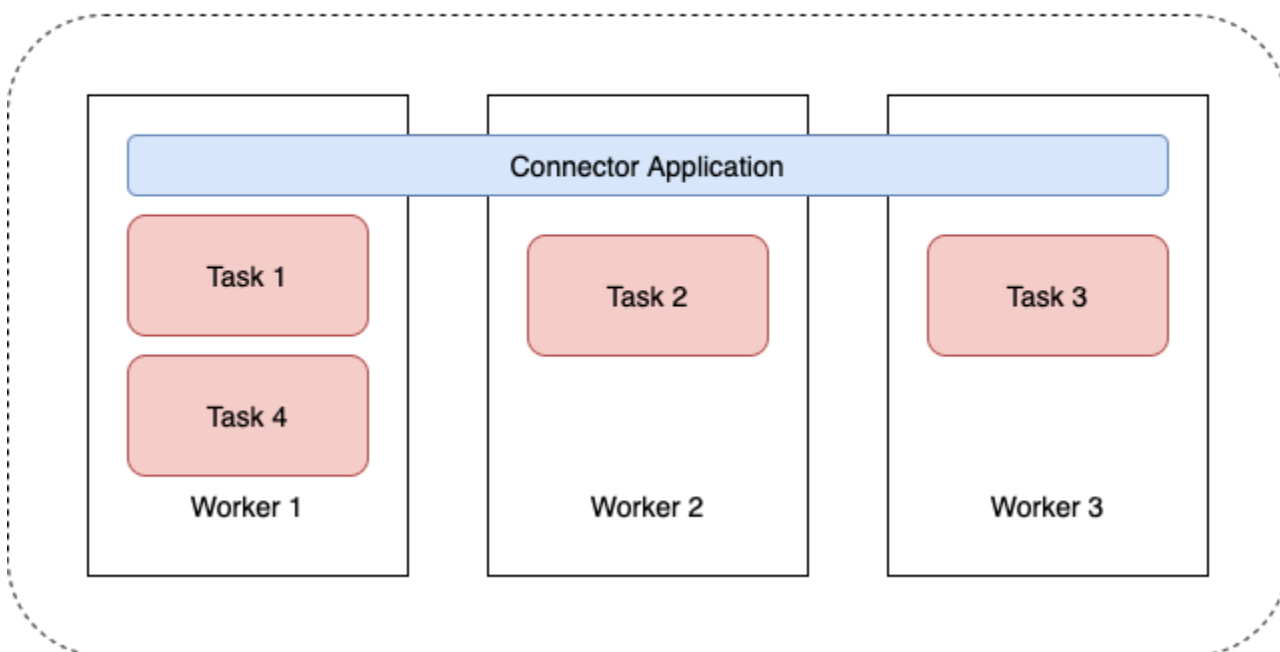 Connector Application
Task 1
Task 2
Task 3
Task 4
Worker 1
Worker 2
Worker 3